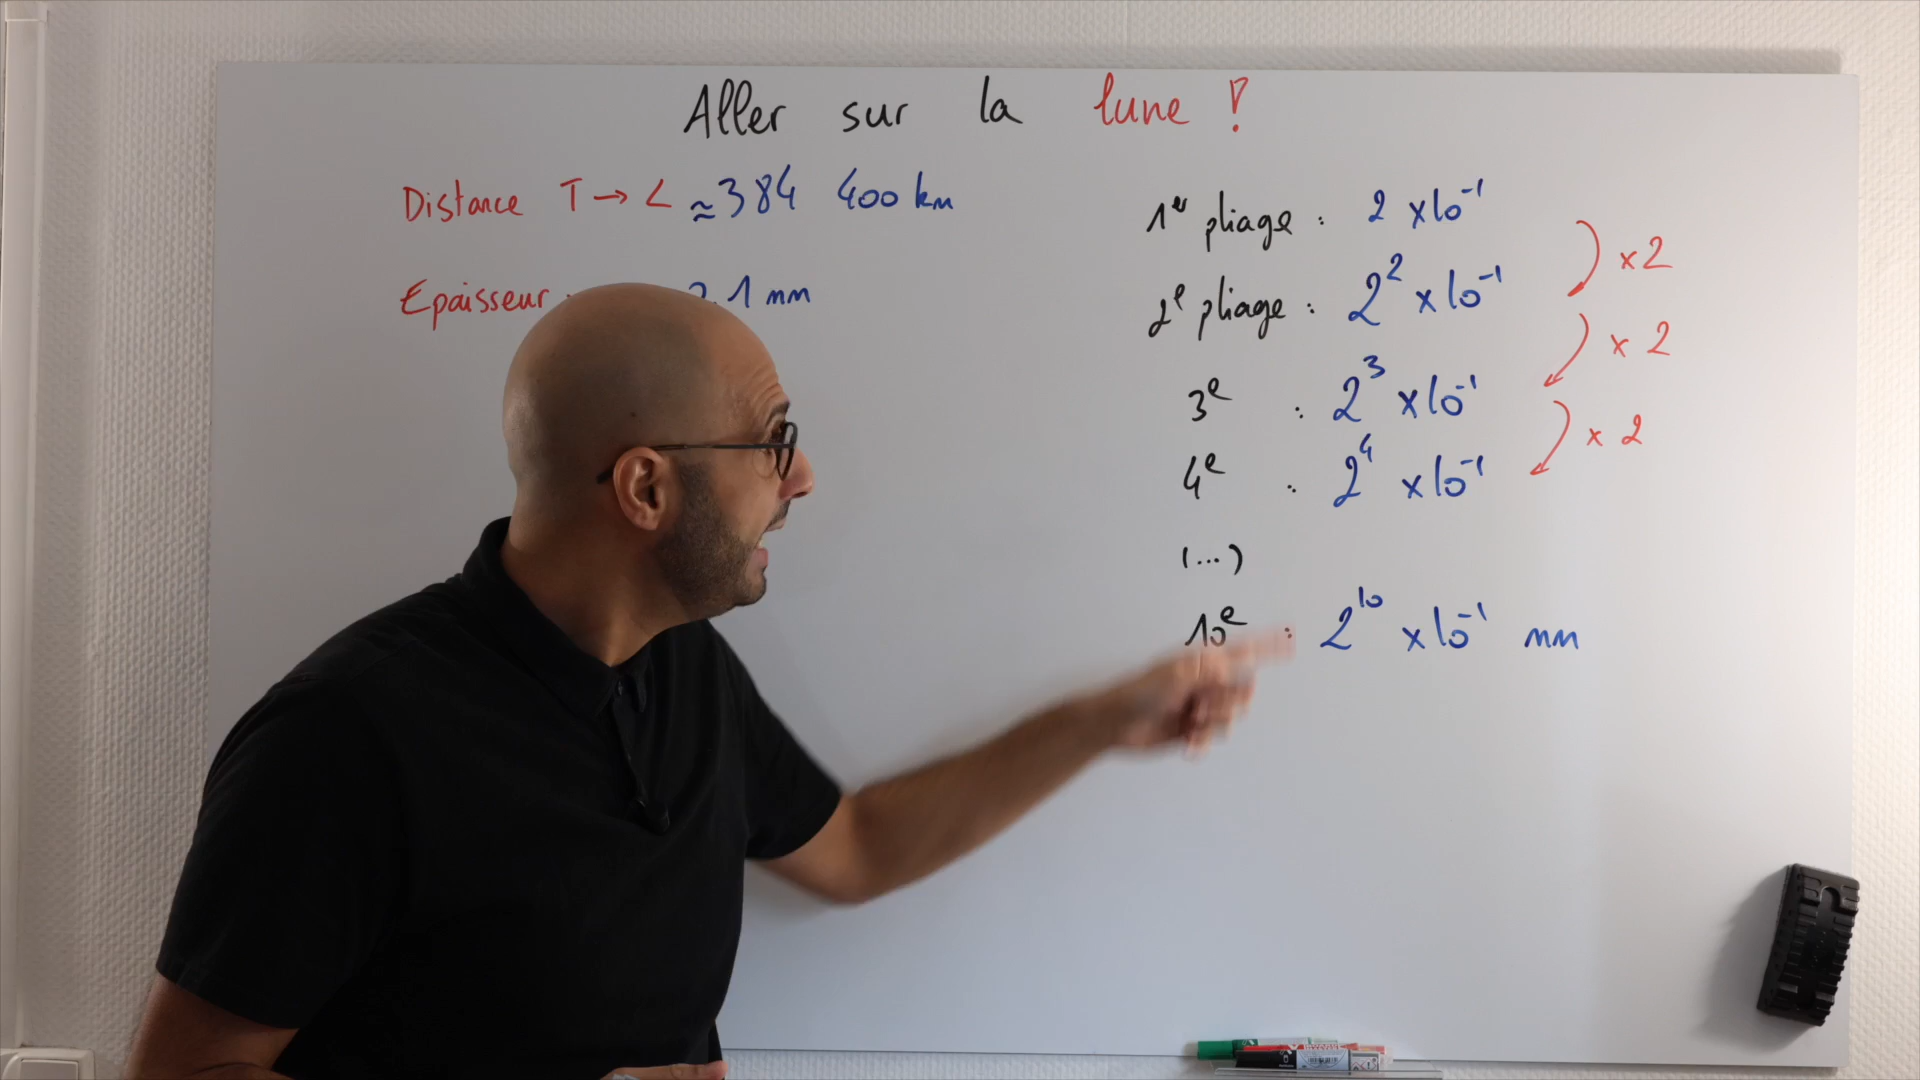 Aller sur la lune !
Distance T → L ≈ 384 400 km
Epaisseur 1 mm
1er pliage : 2 × 10⁻¹
× 2
2e pliage : 2² × 10⁻¹
× 2
3e : 2³ × 10⁻¹
× 2
4e : 2⁴ × 10⁻¹
(...)
10e : 2¹⁰ × 10⁻¹ mm